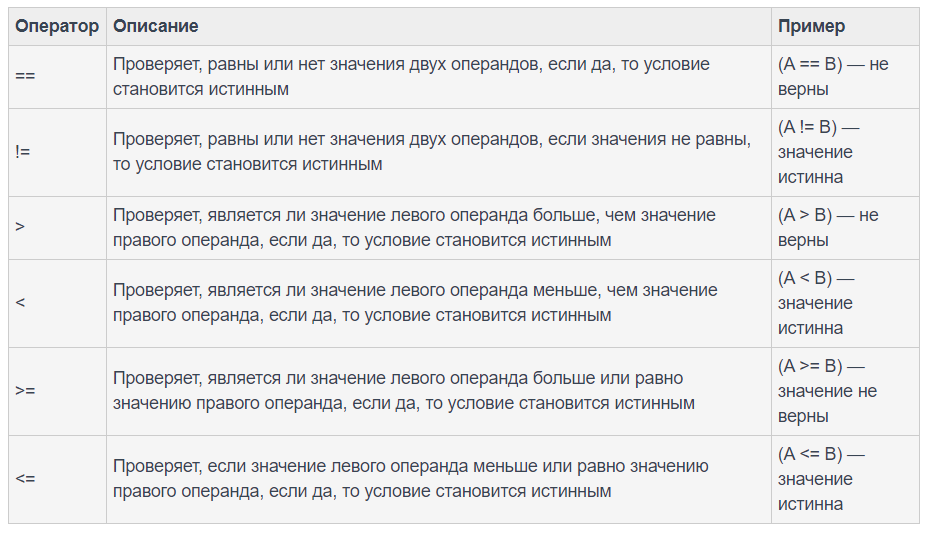 Оператор Описание Пример
== Проверяет, равны или нет значения двух операндов, если да, то условие
становится истинным
(A == B) — не
верны
!= Проверяет, равны или нет значения двух операндов, если значения не равны,
то условие становится истинным
(A != B) —
значение
истинна
> Проверяет, является ли значение левого операнда больше, чем значение
правого операнда, если да, то условие становится истинным
(A > B) — не
верны
< Проверяет, является ли значение левого операнда меньше, чем значение
правого операнда, если да, то условие становится истинным
(A < B) —
значение
истинна
>= Проверяет, является ли значение левого операнда больше или равно
значению правого операнда, если да, то условие становится истинным
(A >= B) —
значение не
верны
<= Проверяет, если значение левого операнда меньше или равно значению
правого операнда, если да, то условие становится истинным
(A <= B) —
значение
истинна